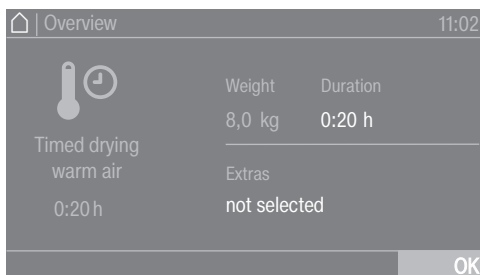 | Overview 11:02
Timed drying
warm air
0:20 h
Weight Duration
8,0 kg 0:20 h
Extras
not selected
OK